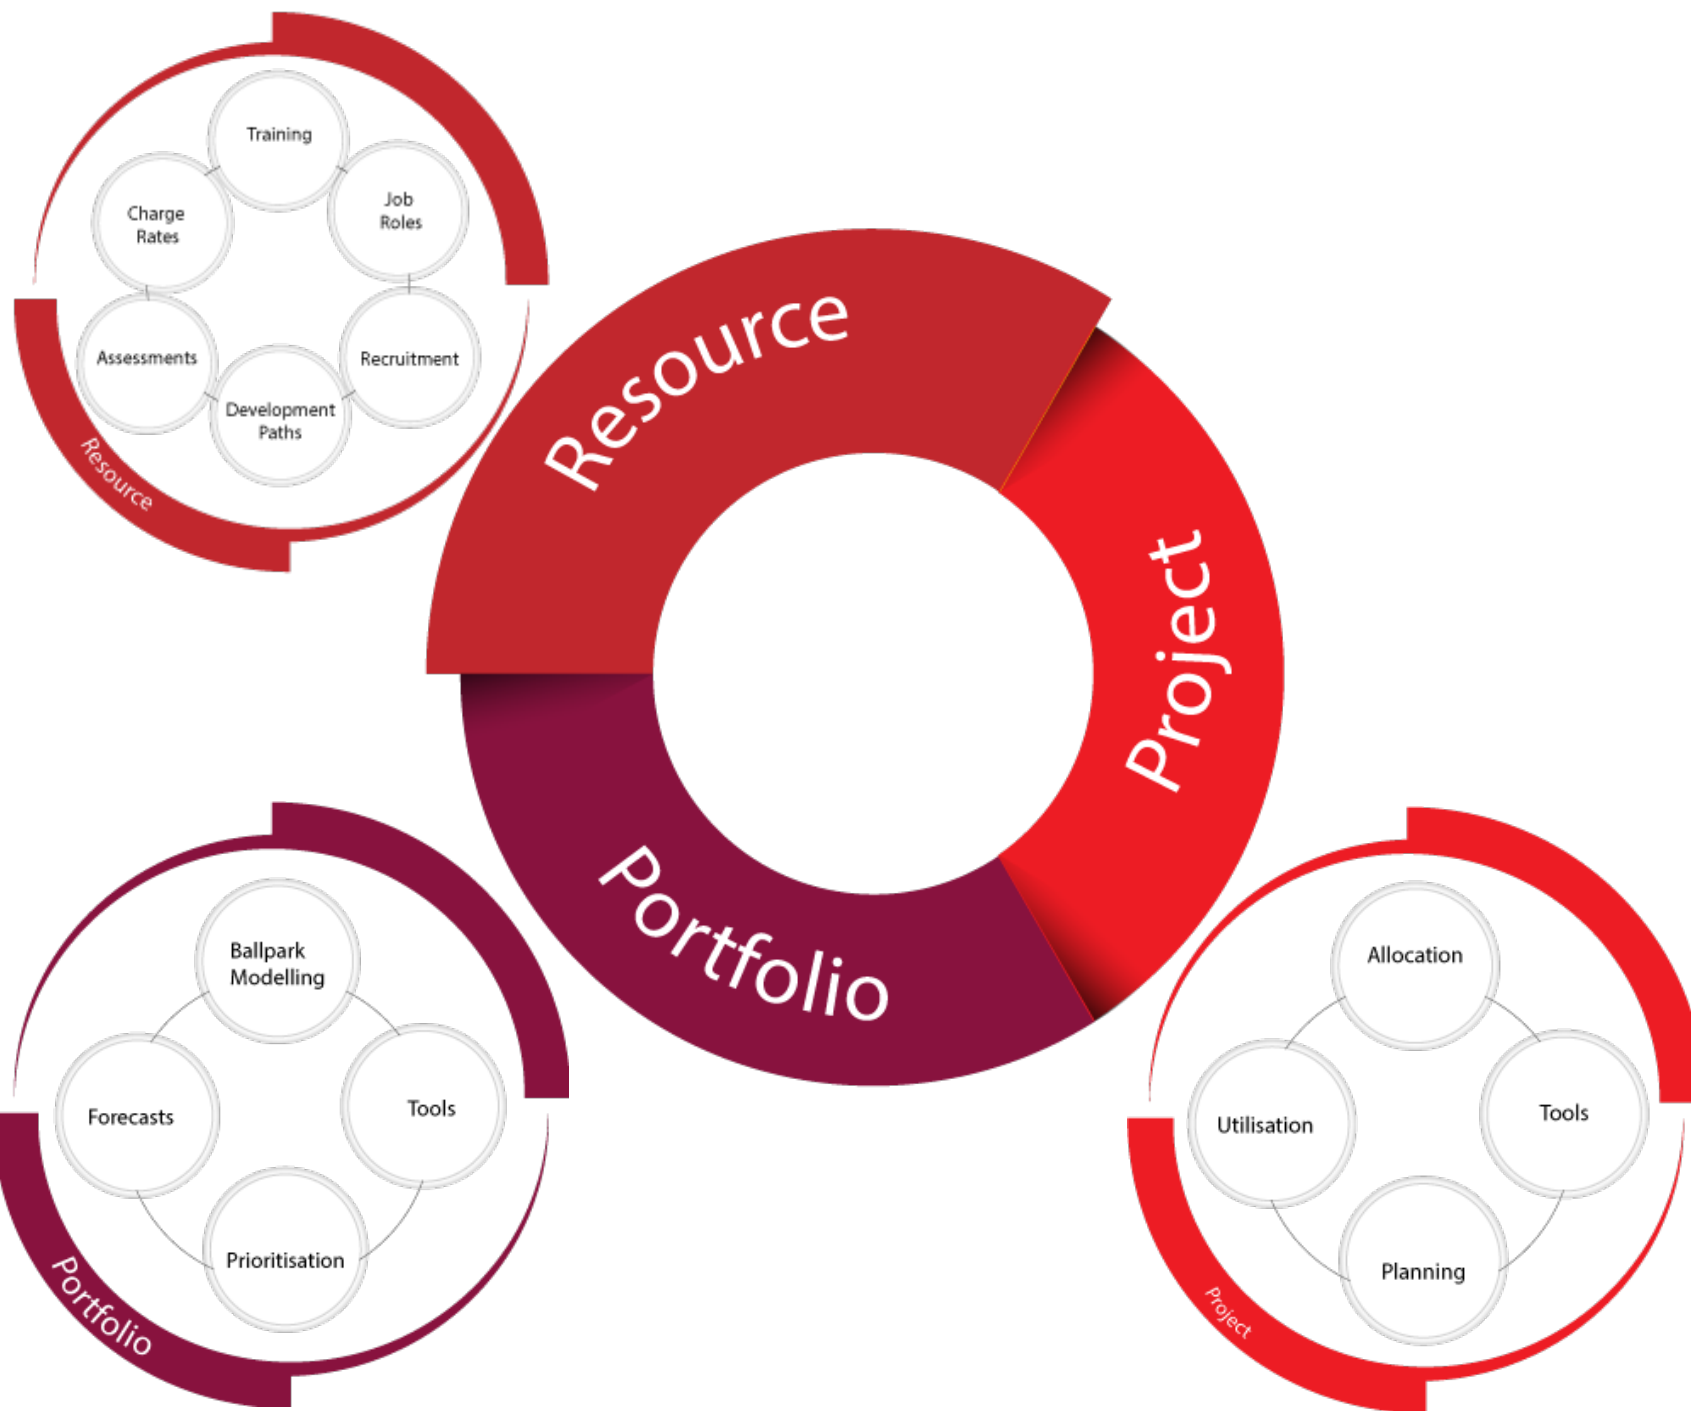 Training
Job
Roles
Recruitment
Development
Paths
Assessments
Charge
Rates
Resource
Resource
Project
Portfolio
Ballpark
Modelling
Tools
Prioritisation
Forecasts
Portfolio
Allocation
Tools
Planning
Utilisation
Project